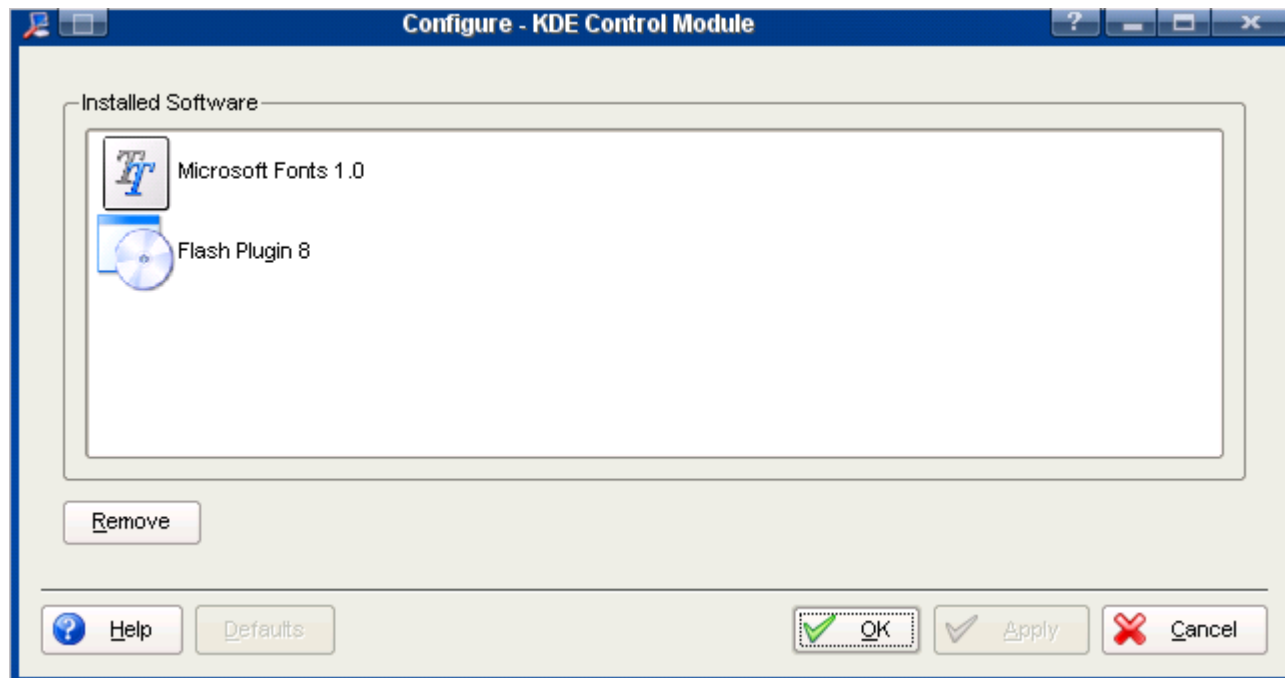 Configure - KDE Control Module
Installed Software
Microsoft Fonts 1.0
Flash Plugin 8
Remove
Help Defaults OK Apply Cancel